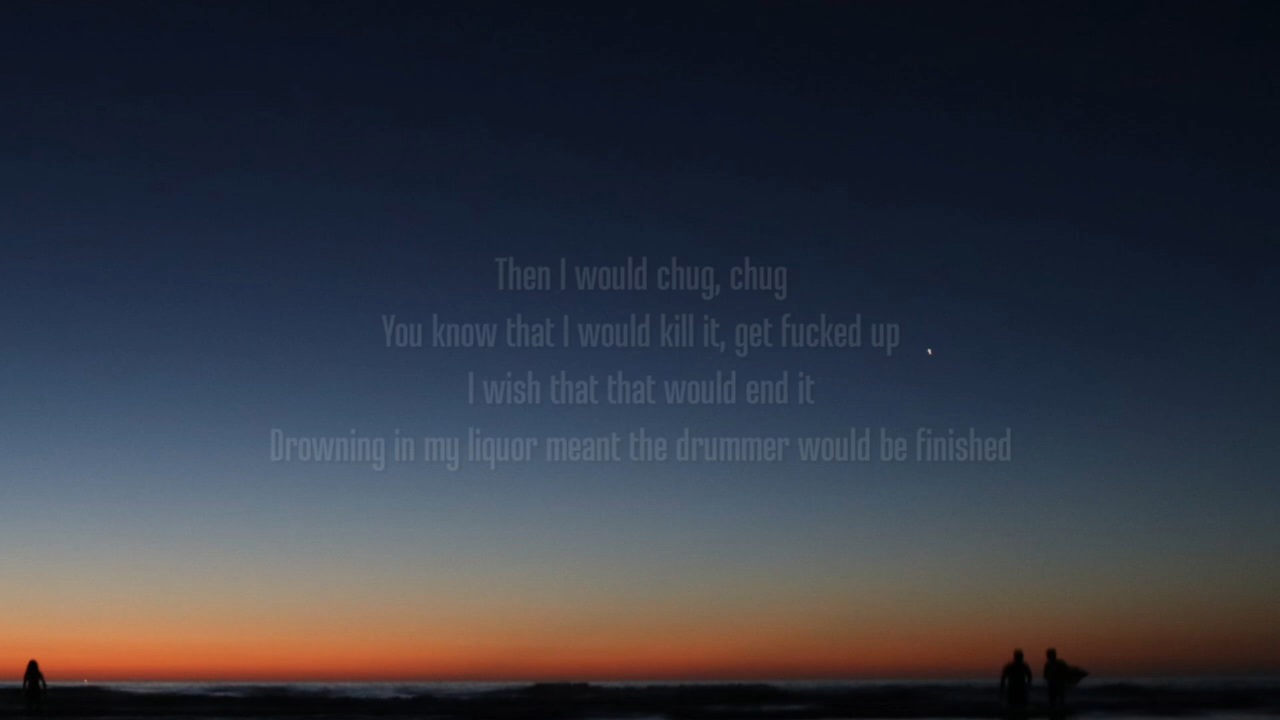 Then I would chug, chug
You know that I would kill it, get fucked up
I wish that that would end it
Drowning in my liquor meant the drummer would be finished